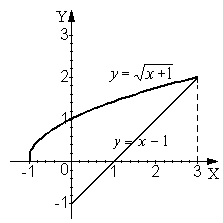 Y
3
2
y = √(x+1)
1
y = x − 1
-1 0 1 2 3 X
-1